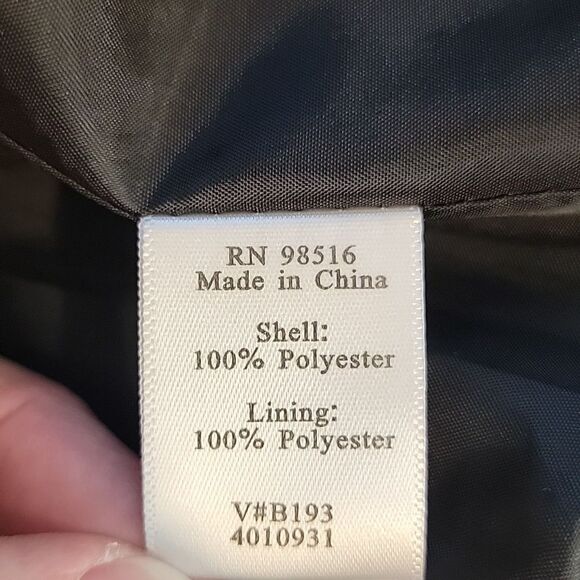 RN 98516
Made in China
Shell:
100% Polyester
Lining:
100% Polyester
V#B193
4010931